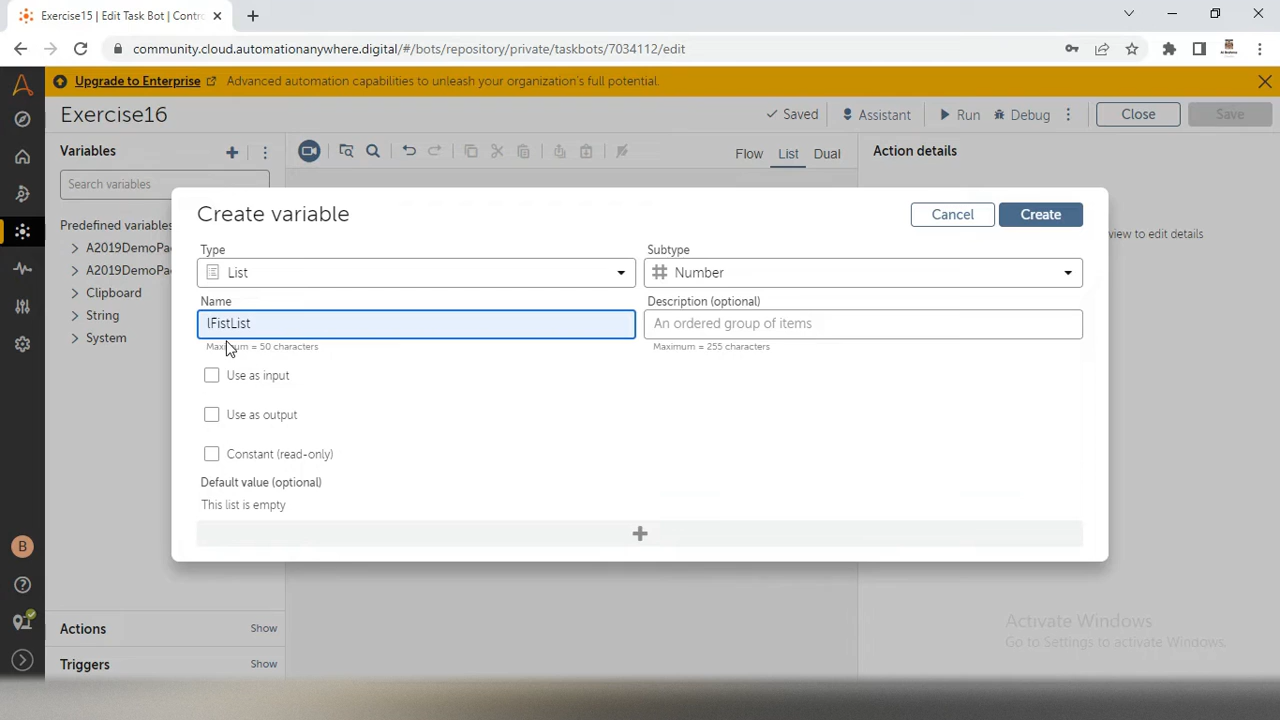 Exercise15 | Edit Task Bot | Contro
community.cloud.automationanywhere.digital/#/bots/repository/private/taskbots/7034112/edit
Upgrade to Enterprise Advanced automation capabilities to unleash your organization's full potential.
Exercise16
Saved Assistant Run Debug Close Save
Variables
Flow List Dual
Action details
Search variables
Create variable
Cancel Create
Predefined variables
view to edit details
A2019DemoPac
A2019DemoPac
Clipboard
String
System
Type
Subtype
List
Number
Name
Description (optional)
lFistList
An ordered group of items
Maximum = 50 characters
Maximum = 255 characters
Use as input
Use as output
Constant (read-only)
Default value (optional)
This list is empty
B
Actions Show
Triggers Show
Activate Windows
Go to Settings to activate Windows.